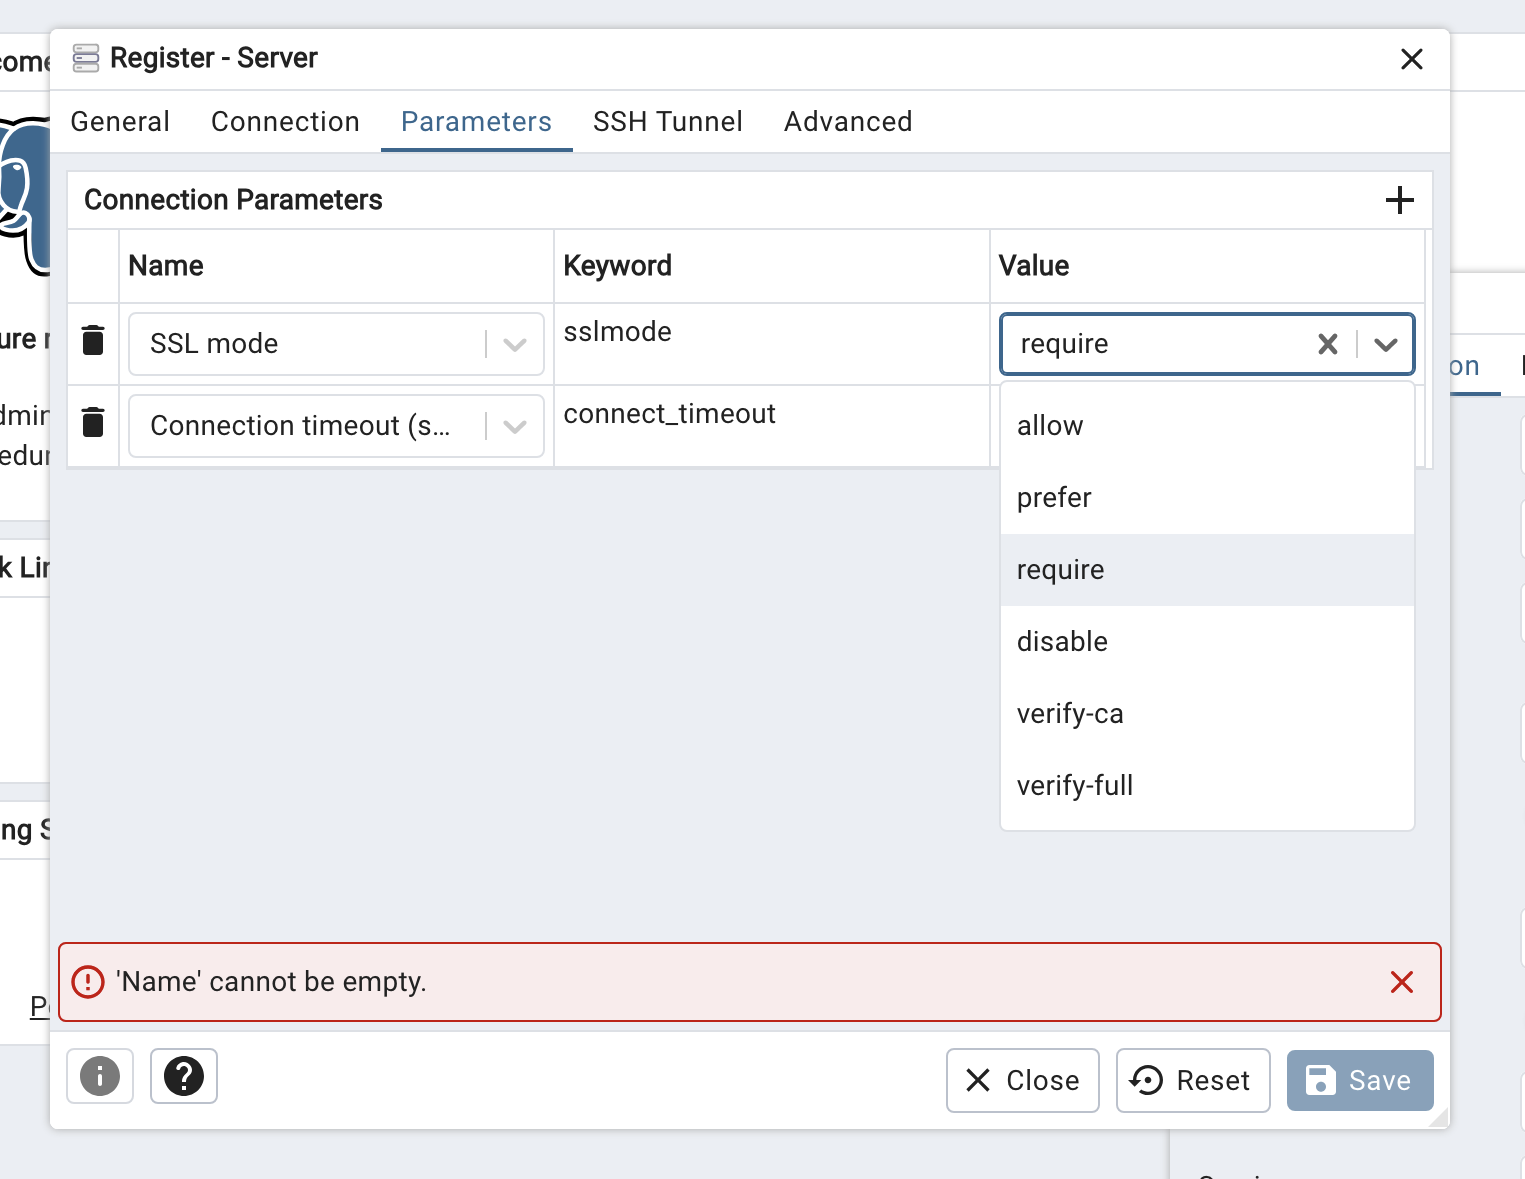 Register - Server
General Connection Parameters SSH Tunnel Advanced
Connection Parameters
Name Keyword Value
SSL mode sslmode require
Connection timeout (s... connect_timeout
allow
prefer
require
disable
verify-ca
verify-full
'Name' cannot be empty.
Close Reset Save